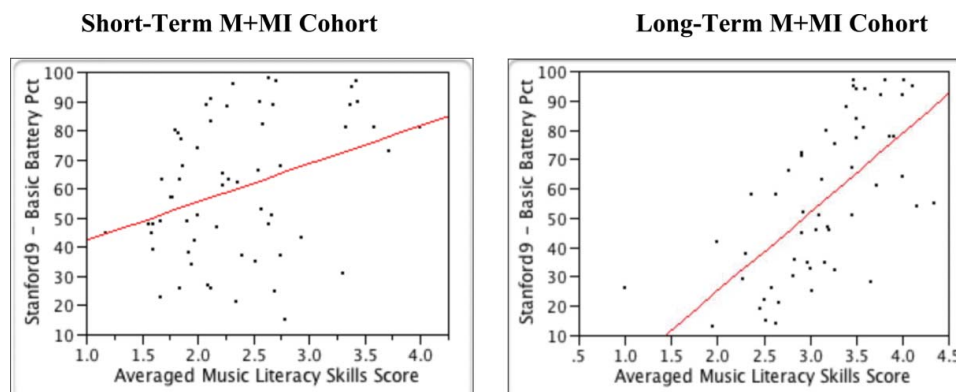 Short-Term M+MI Cohort
Long-Term M+MI Cohort
Stanford9 - Basic Battery Pct
100
90
80
70
60
50
40
30
20
10
1.0 1.5 2.0 2.5 3.0 3.5 4.0
Averaged Music Literacy Skills Score
Stanford9 - Basic Battery Pct
100
90
80
70
60
50
40
30
20
10
.5 1.0 1.5 2.0 2.5 3.0 3.5 4.0 4.5
Averaged Music Literacy Skills Score